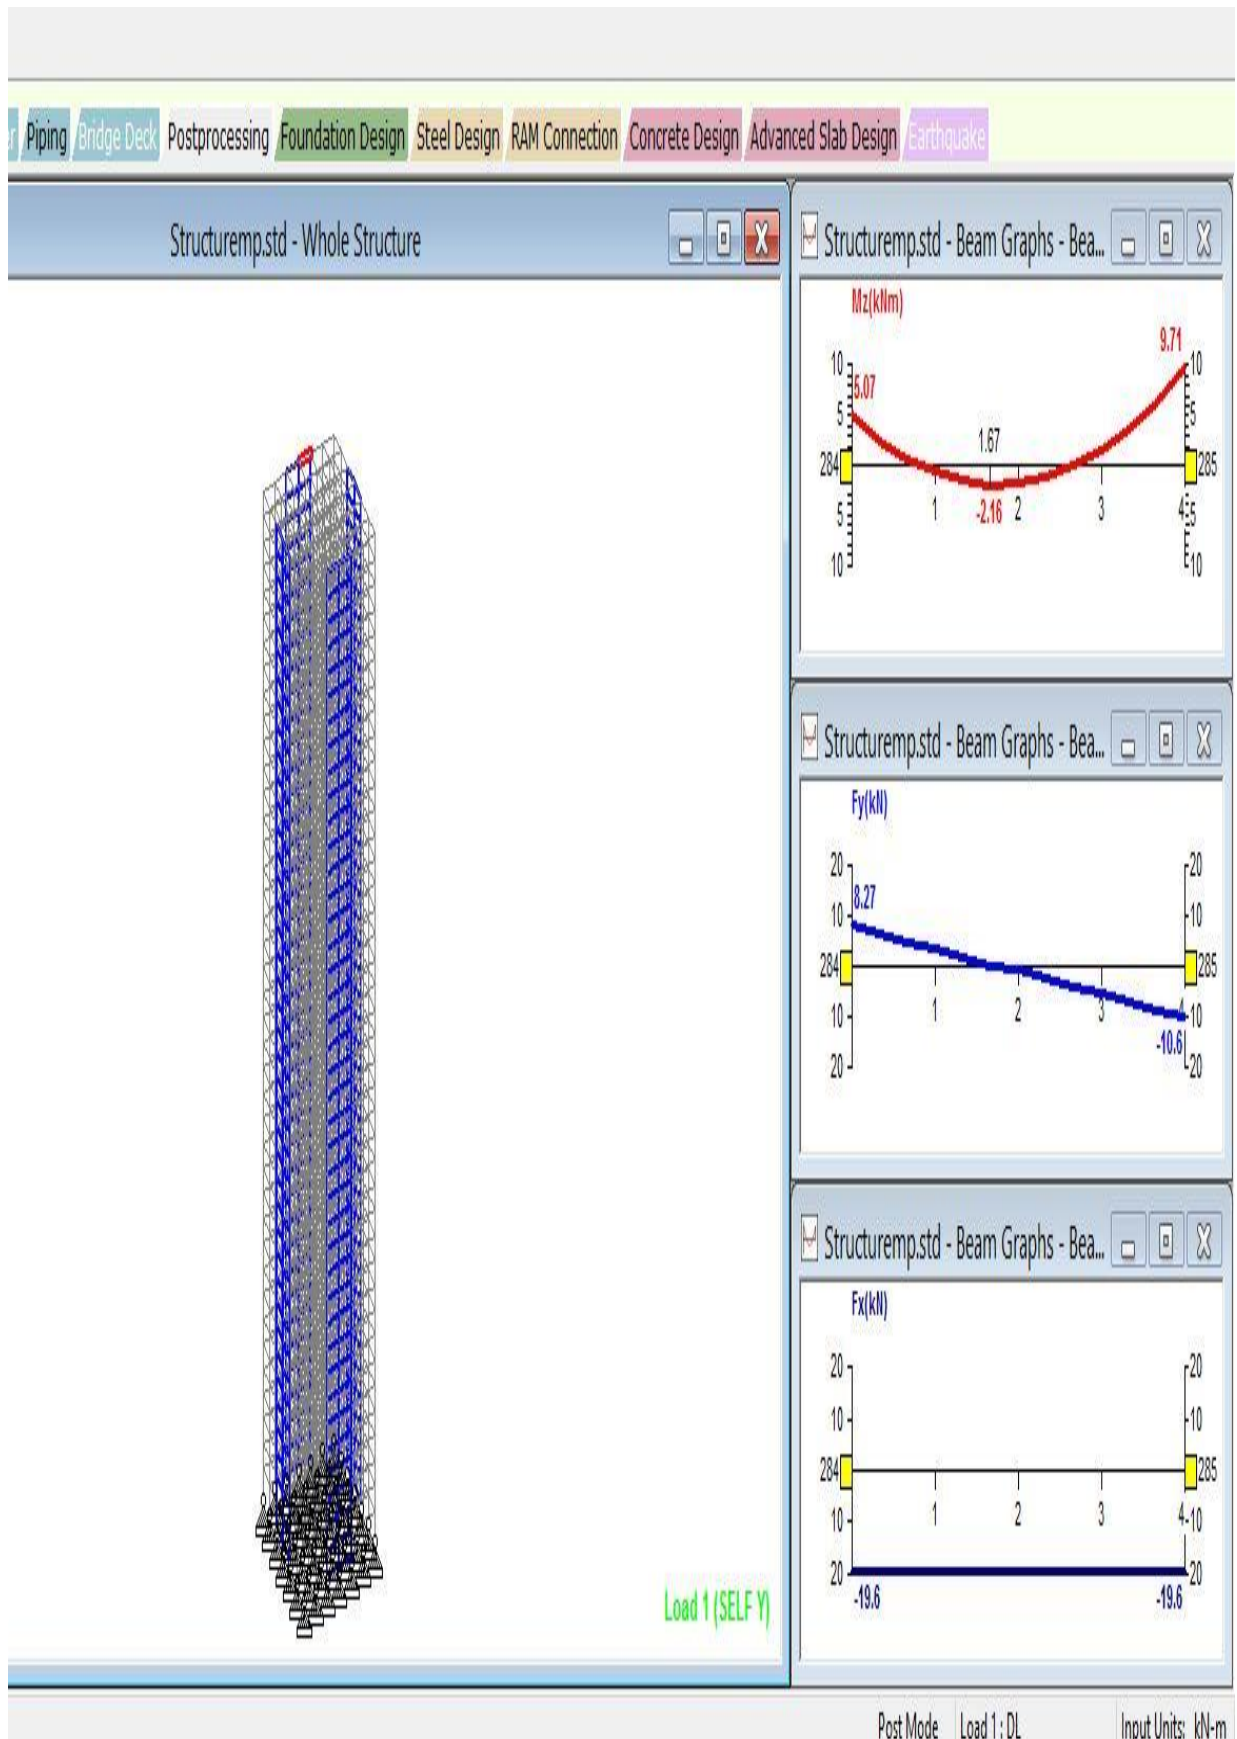 er Piping Bridge Deck Postprocessing Foundation Design Steel Design RAM Connection Concrete Design Advanced Slab Design Earthquake
Structuremp.std - Whole Structure
Load 1 (SELF Y)
Structuremp.std - Beam Graphs - Bea...
Mz(kNm)
9.71
10 10
5.07
5 5
1.67
284 285
1 -2.16 2 3 4
5 5
10 10
Structuremp.std - Beam Graphs - Bea...
Fy(kN)
20 20
8.27
10 10
284 285
1 2 3 4
10 10
-10.6
20 20
Structuremp.std - Beam Graphs - Bea...
Fx(kN)
20 20
10 10
284 285
1 2 3 4
10 10
20 20
-19.6 -19.6
Post Mode Load 1 : DL Input Units: kN-m